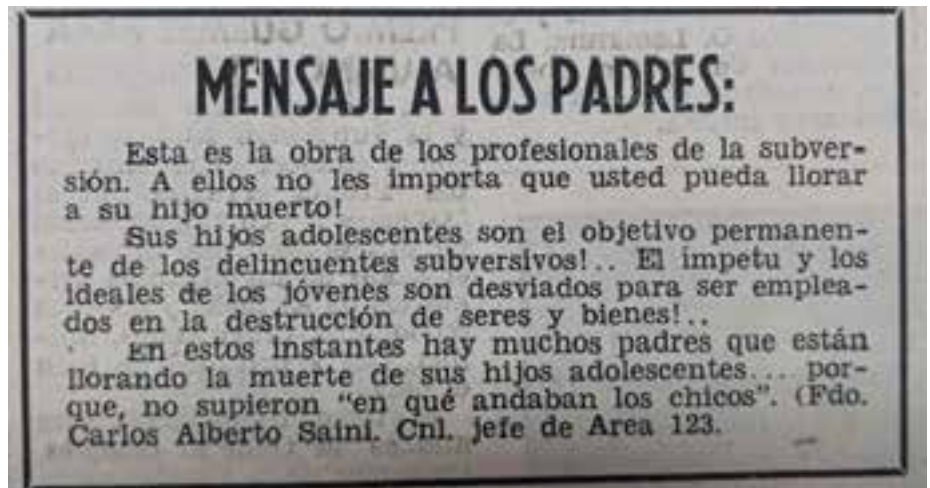 MENSAJE A LOS PADRES:
Esta es la obra de los profesionales de la subver-
sión. A ellos no les importa que usted pueda llorar
a su hijo muerto!
Sus hijos adolescentes son el objetivo permanen-
te de los delincuentes subversivos!.. El impetu y los
ideales de los jóvenes son desviados para ser emplea-
dos en la destrucción de seres y bienes!..
En estos instantes hay muchos padres que están
llorando la muerte de sus hijos adolescentes... por-
que, no supieron "en qué andaban los chicos". (Fdo.
Carlos Alberto Saini. Cnl. jefe de Area 123.